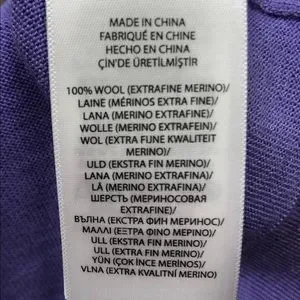 MADE IN CHINA
FABRIQUÉ EN CHINE
HECHO EN CHINA
ÇİN'DE ÜRETİLMİŞTİR
100% WOOL (EXTRAFINE MERINO)/
LAINE (MÉRINOS EXTRA FINE)/
LANA (MERINO EXTRAFINE)/
WOLLE (MERINO EXTRAFEIN)/
WOL (EXTRA FIJNE KWALITEIT
MERINO)/
ULD (EKSTRA FIN MERINO)/
LANA (MERINO EXTRAFINA)/
LÃ (MERINO EXTRAFINA)/
ШЕРСТЬ (МЕРИНОСОВАЯ
EXTRAFINE)/
ВЪЛНА (ЕКСТРА ФИН МЕРИНОС)/
ΜΑΛΛΙ (ΕΞΤΡΑ ΦΙΝΟ ΜΕΡΙΝΟ)/
ULL (EXTRA FIN MERINO)/
ULL (EKSTRA FIN MERINO)/
YÜN (ÇOK İNCE MERİNOS)/
VLNA (EXTRA KVALITNÍ MERINO)